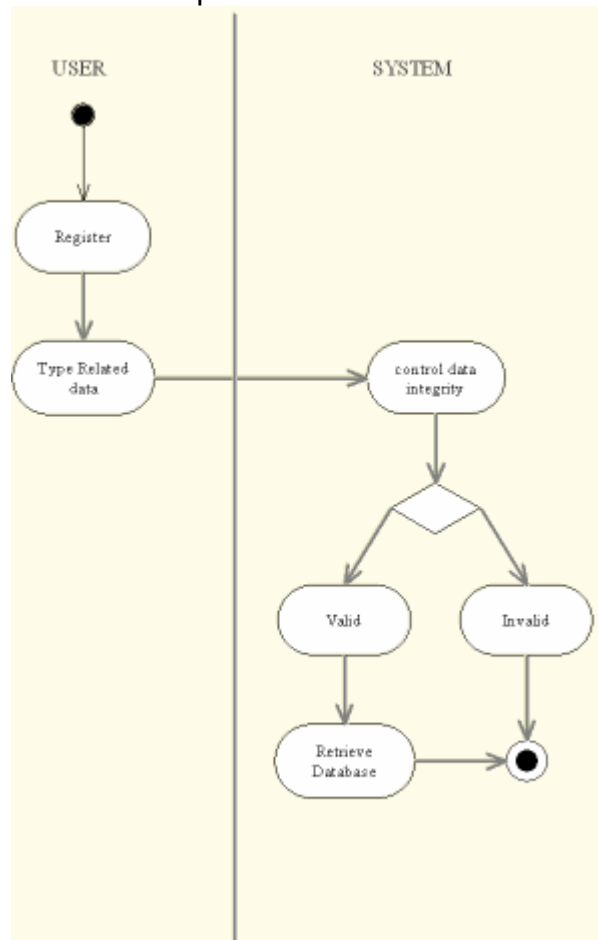 USER
SYSTEM
Register
Type Related
data
control data
integrity
Valid
Invalid
Retrieve
Database